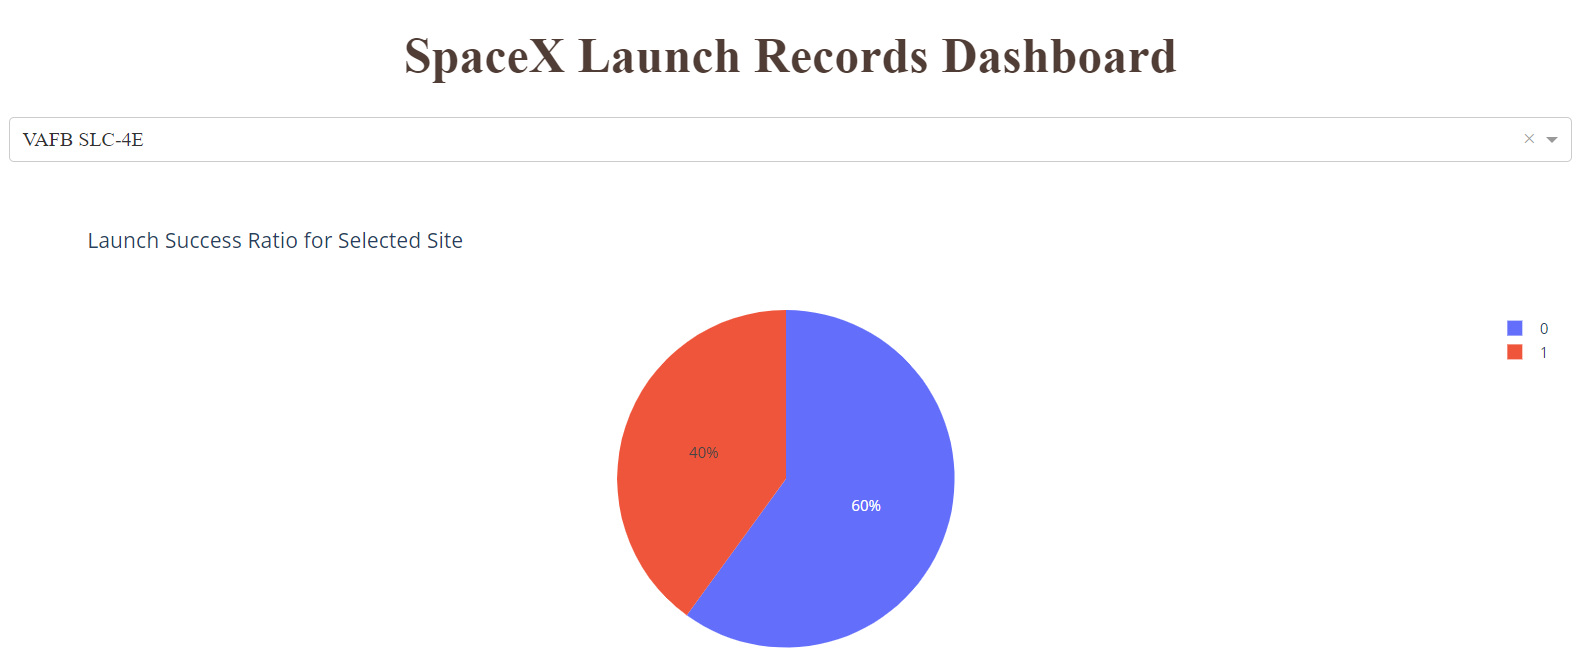 SpaceX Launch Records Dashboard
VAFB SLC-4E
×
Launch Success Ratio for Selected Site
0
1
40%
60%